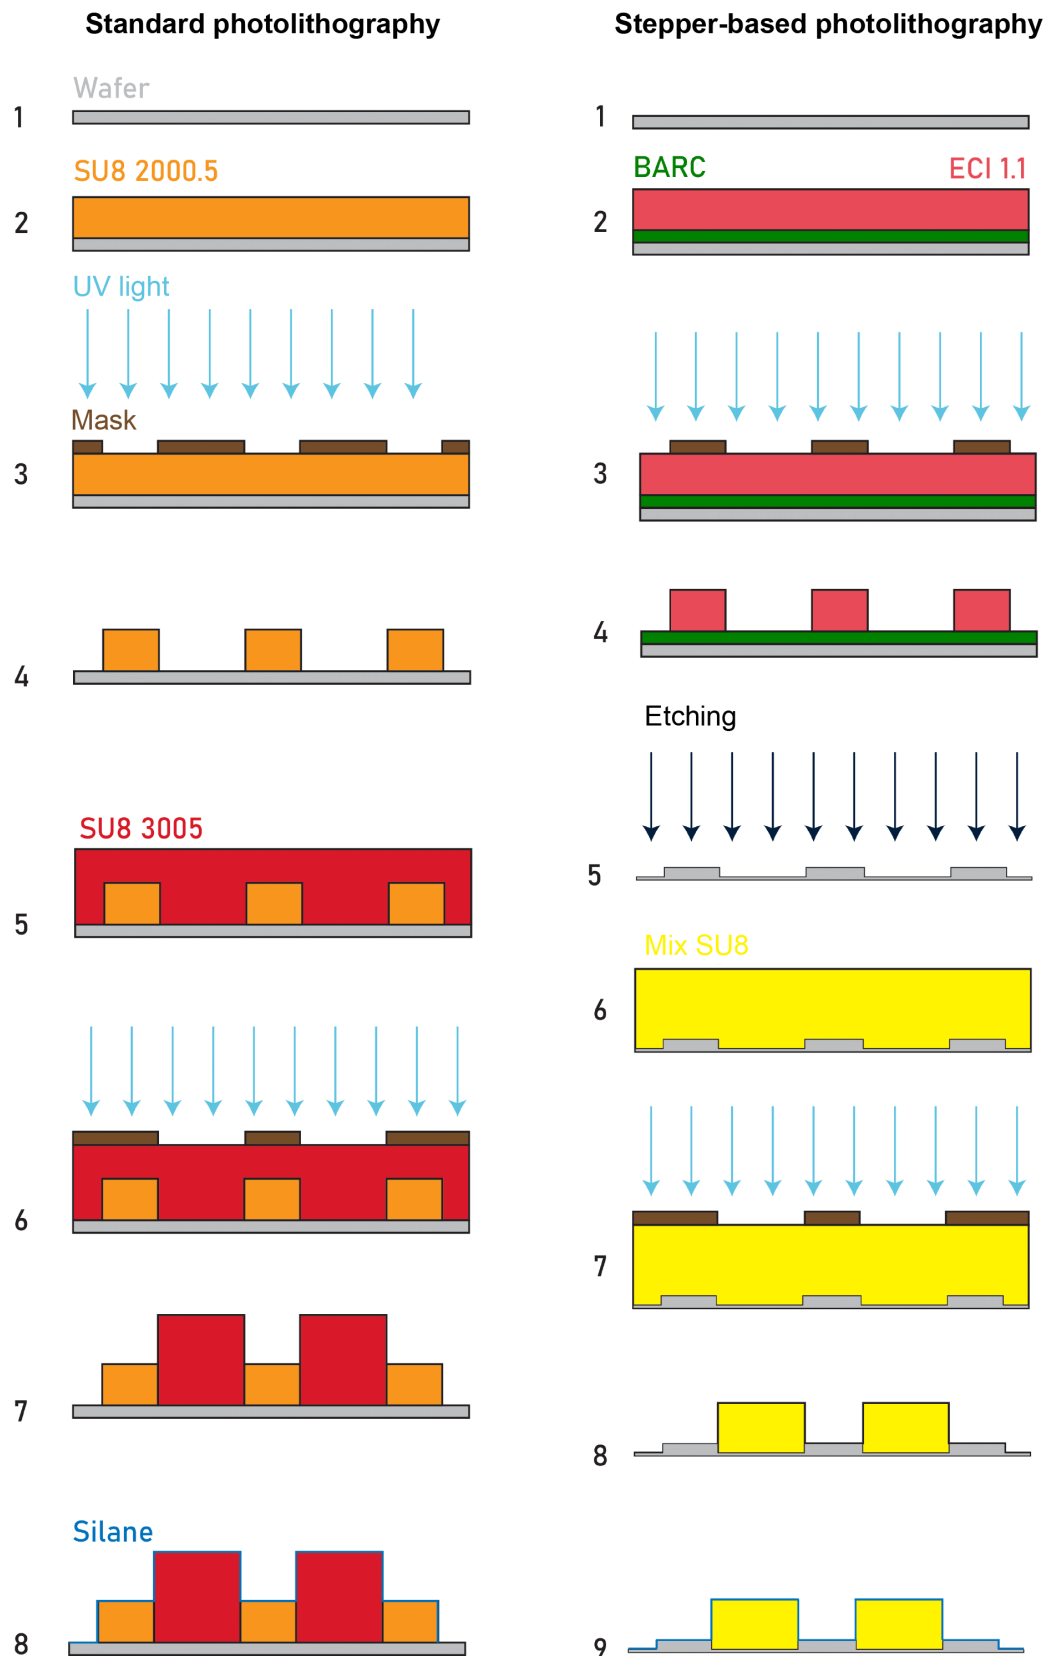 Standard photolithography
Wafer
1
SU8 2000.5
2
UV light
Mask
3
4
SU8 3005
5
6
7
Silane
8
Stepper-based photolithography
1
BARC ECI 1.1
2
3
4
Etching
5
Mix SU8
6
7
8
9